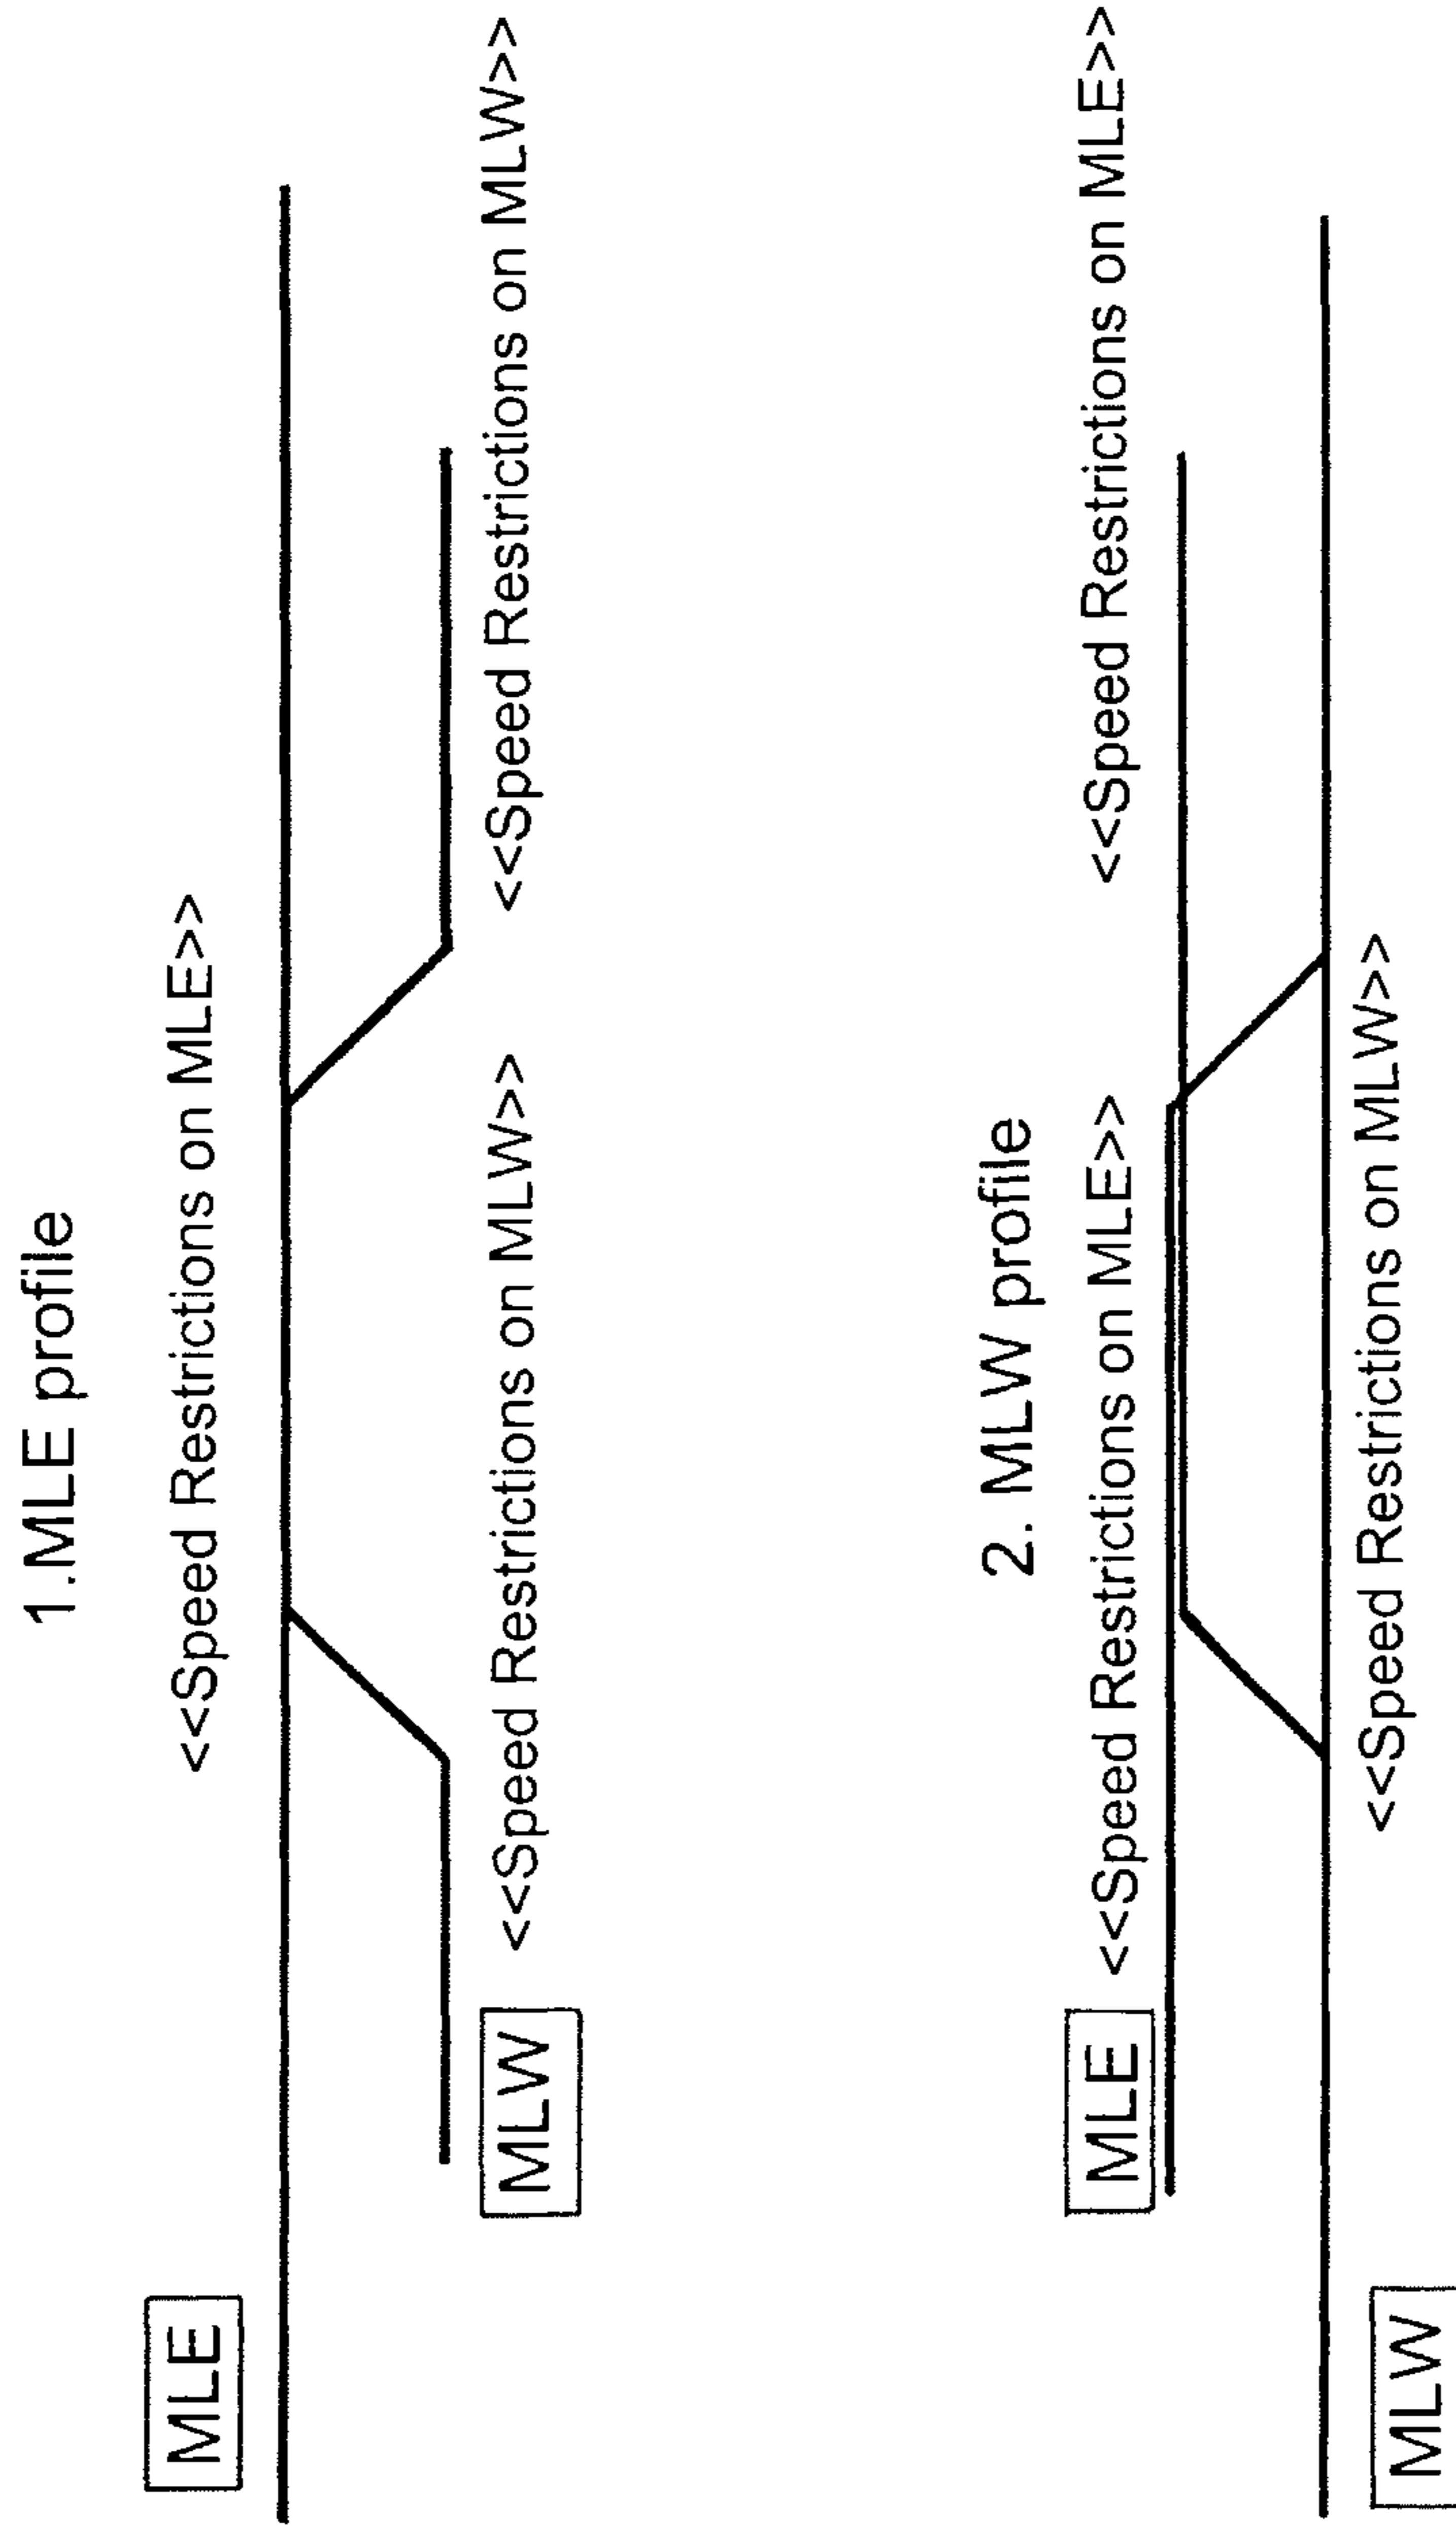 1.MLE profile
<<Speed Restrictions on MLE>>
MLE
<<Speed Restrictions on MLW>>
<<Speed Restrictions on MLW>>
MLW
2. MLW profile
<<Speed Restrictions on MLE>>
<<Speed Restrictions on MLE>>
MLE
<<Speed Restrictions on MLW>>
MLW